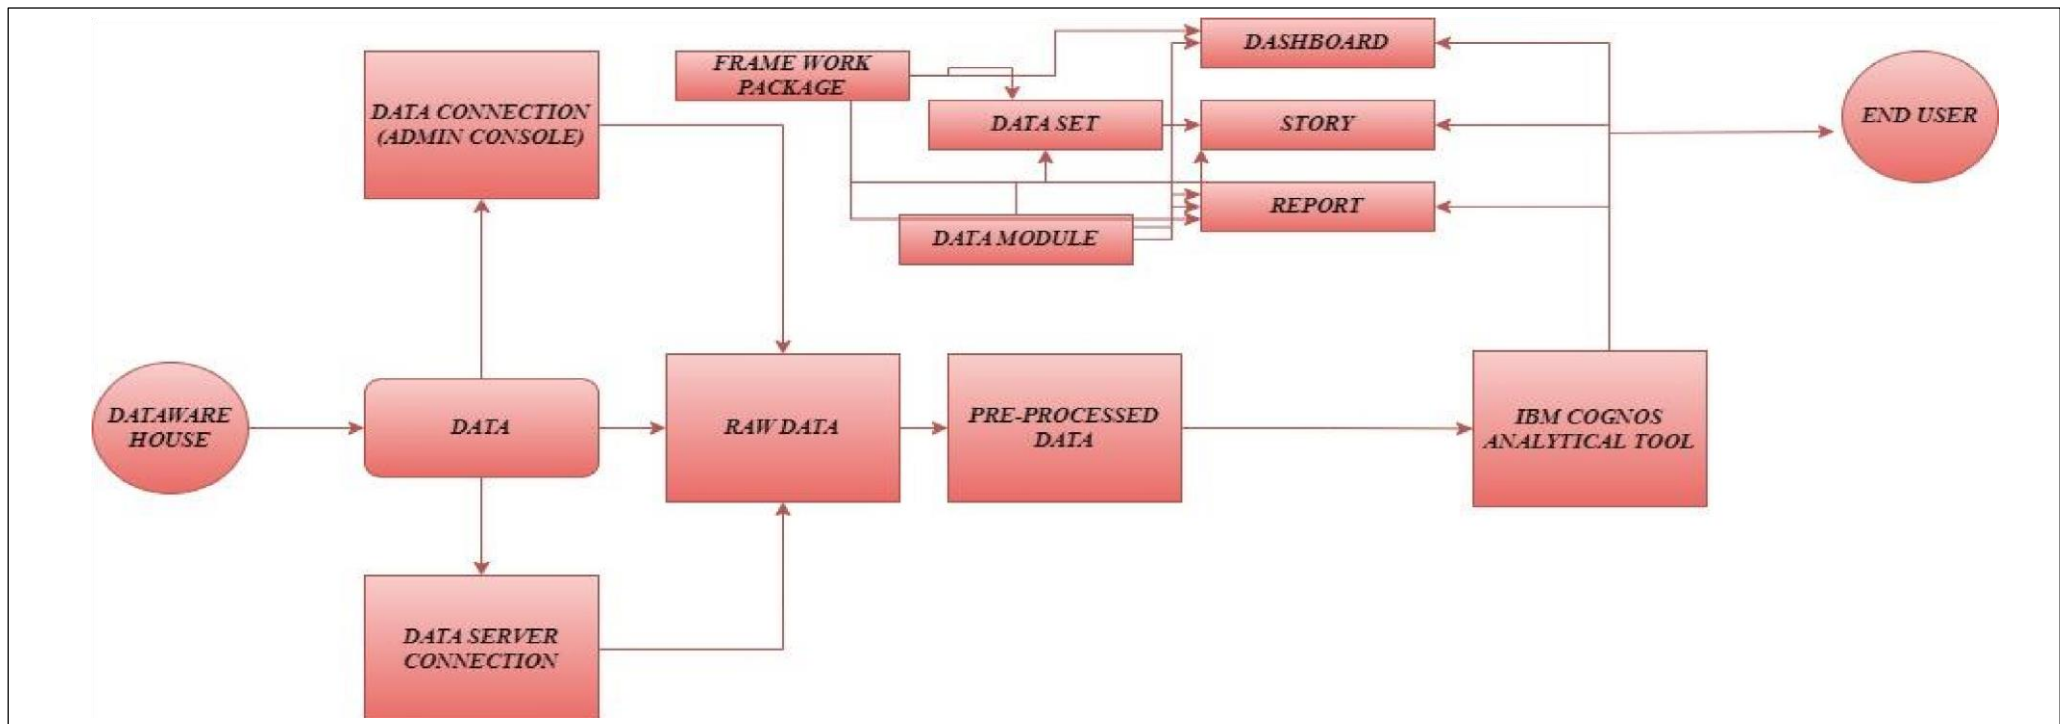 FRAME WORK
PACKAGE
DASHBOARD
DATA CONNECTION
(ADMIN CONSOLE)
DATA SET
STORY
END USER
REPORT
DATA MODULE
DATAWARE
HOUSE
DATA
RAW DATA
PRE-PROCESSED
DATA
IBM COGNOS
ANALYTICAL TOOL
DATA SERVER
CONNECTION